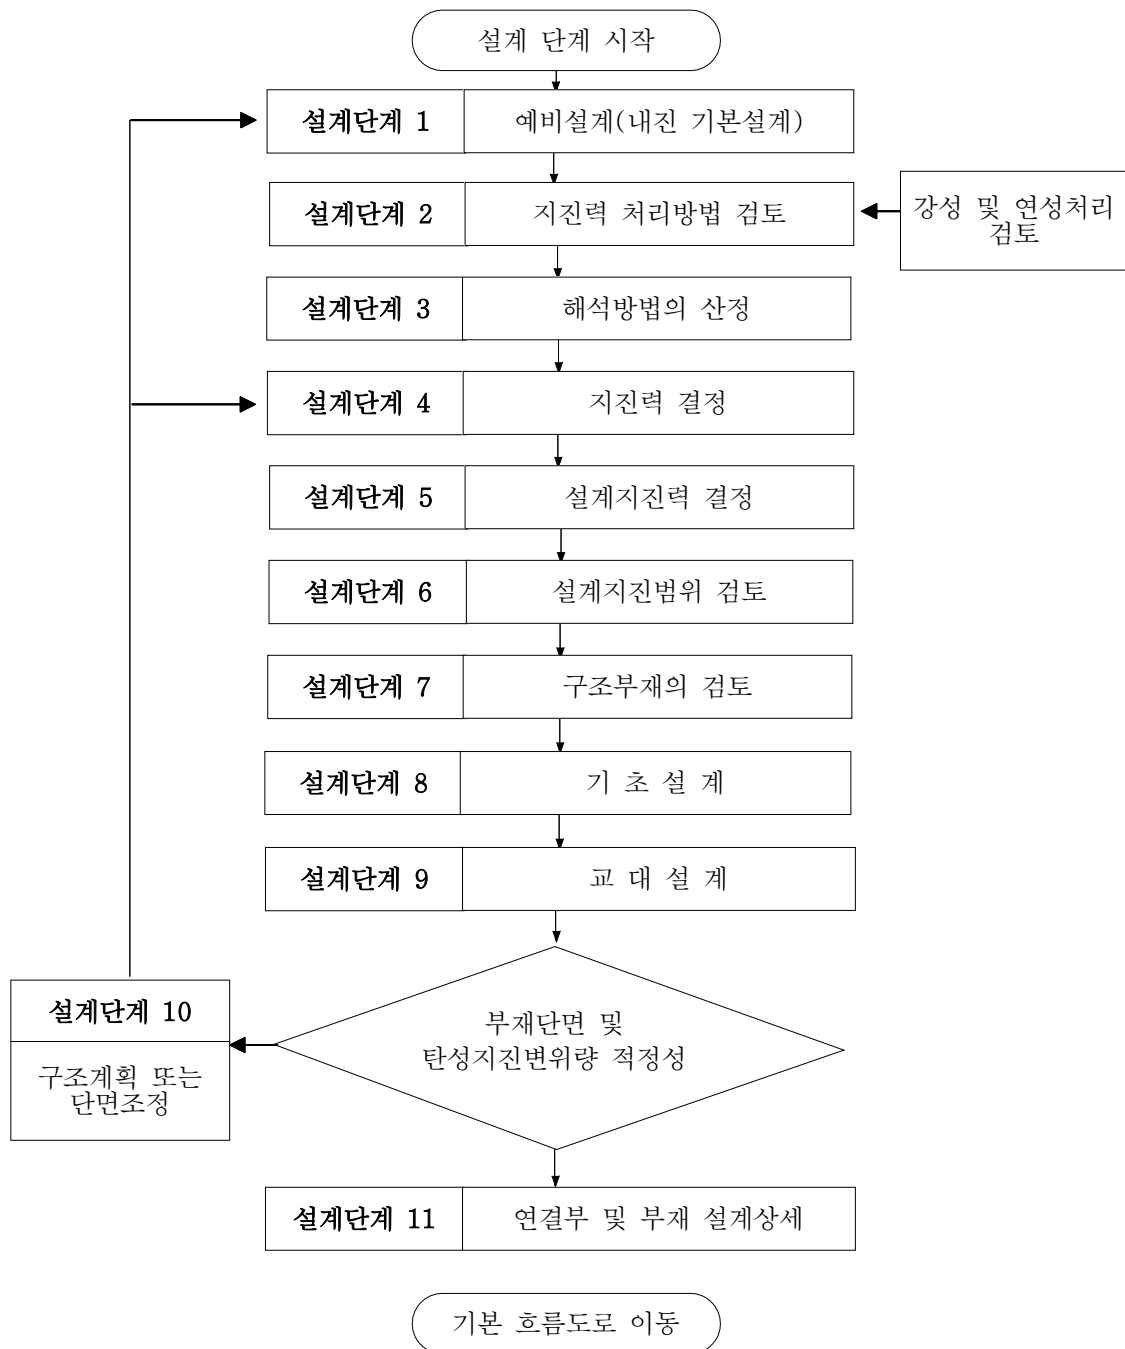 설계 단계 시작
설계단계 1
예비설계(내진 기본설계)
설계단계 2
지진력 처리방법 검토
강성 및 연성처리
검토
설계단계 3
해석방법의 산정
설계단계 4
지진력 결정
설계단계 5
설계지진력 결정
설계단계 6
설계지진범위 검토
설계단계 7
구조부재의 검토
설계단계 8
기 초 설 계
설계단계 9
교 대 설 계
부재단면 및
탄성지진변위량 적정성
설계단계 10
구조계획 또는
단면조정
설계단계 11
연결부 및 부재 설계상세
기본 흐름도로 이동